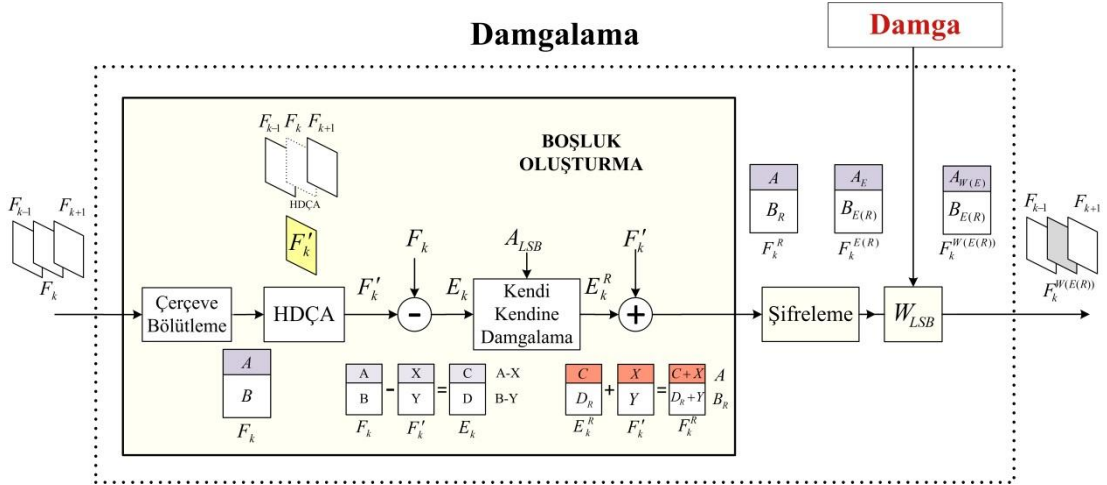 Damgalama
Damga
BOŞLUK
OLUŞTURMA
F_{k-1} F_k F_{k+1}
HDÇA
F'_k
F_{k-1} F_{k+1}
F_k
F_k
A_{LSB}
F'_k
Çerçeve
Bölütleme
HDÇA
F'_k
-
E_k
Kendi
Kendine
Damgalama
E_k^R
+
Şifreleme
W_{LSB}
A
B_R
F_k^R
A_E
B_{E(R)}
F_k^{E(R)}
A_{W(E)}
B_{E(R)}
F_k^{W(E(R))}
F_{k-1} F_{k+1}
F_k^{W(E(R))}
A
B
F_k
A - X = C A-X
B Y D B-Y
F_k F'_k E_k
C + X = C+X A
D_R Y D_R+Y B_R
E_k^R F'_k F_k^R